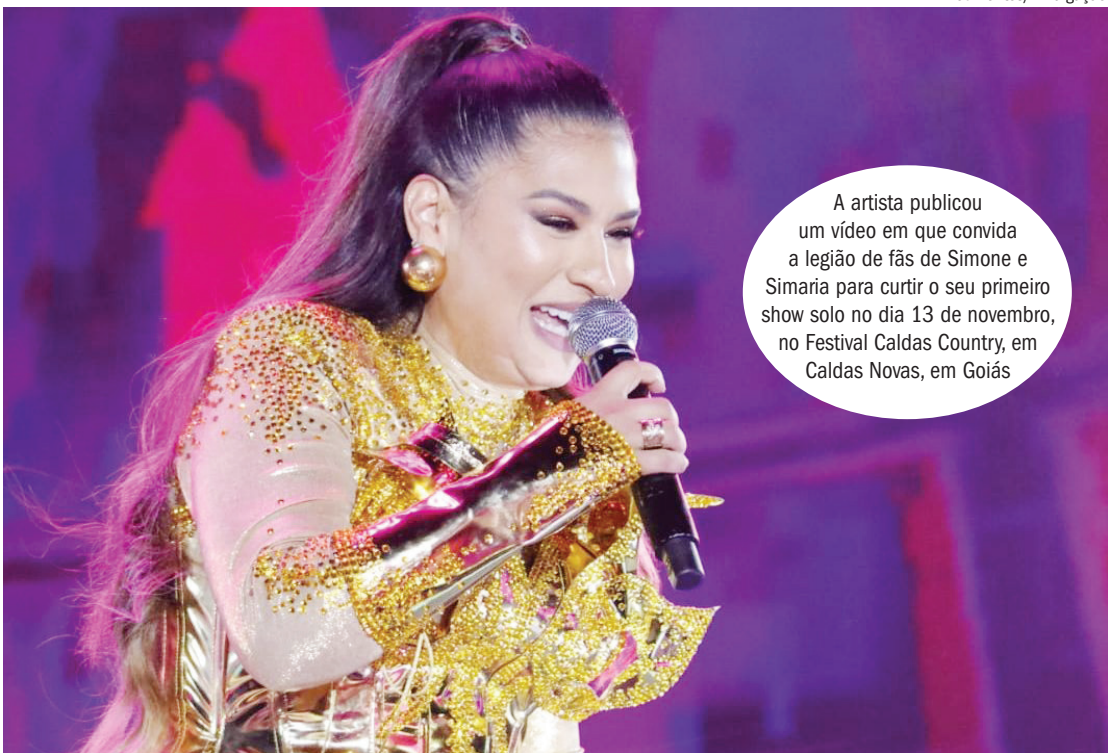 A artista publicou
um vídeo em que convida
a legião de fãs de Simone e
Simaria para curtir o seu primeiro
show solo no dia 13 de novembro,
no Festival Caldas Country, em
Caldas Novas, em Goiás